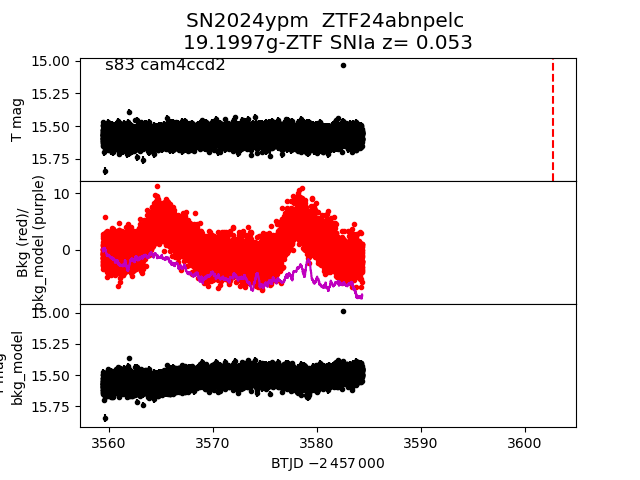 SN2024ypm  ZTF24abnpelc
19.1997g-ZTF SNIa z= 0.053
s83 cam4ccd2
15.00
15.25
15.50
15.75
T mag
10
0
Bkg (red)/
bkg_model (purple)
15.00
15.25
15.50
15.75
mag
bkg_model
3560 3570 3580 3590 3600
BTJD −2 457 000